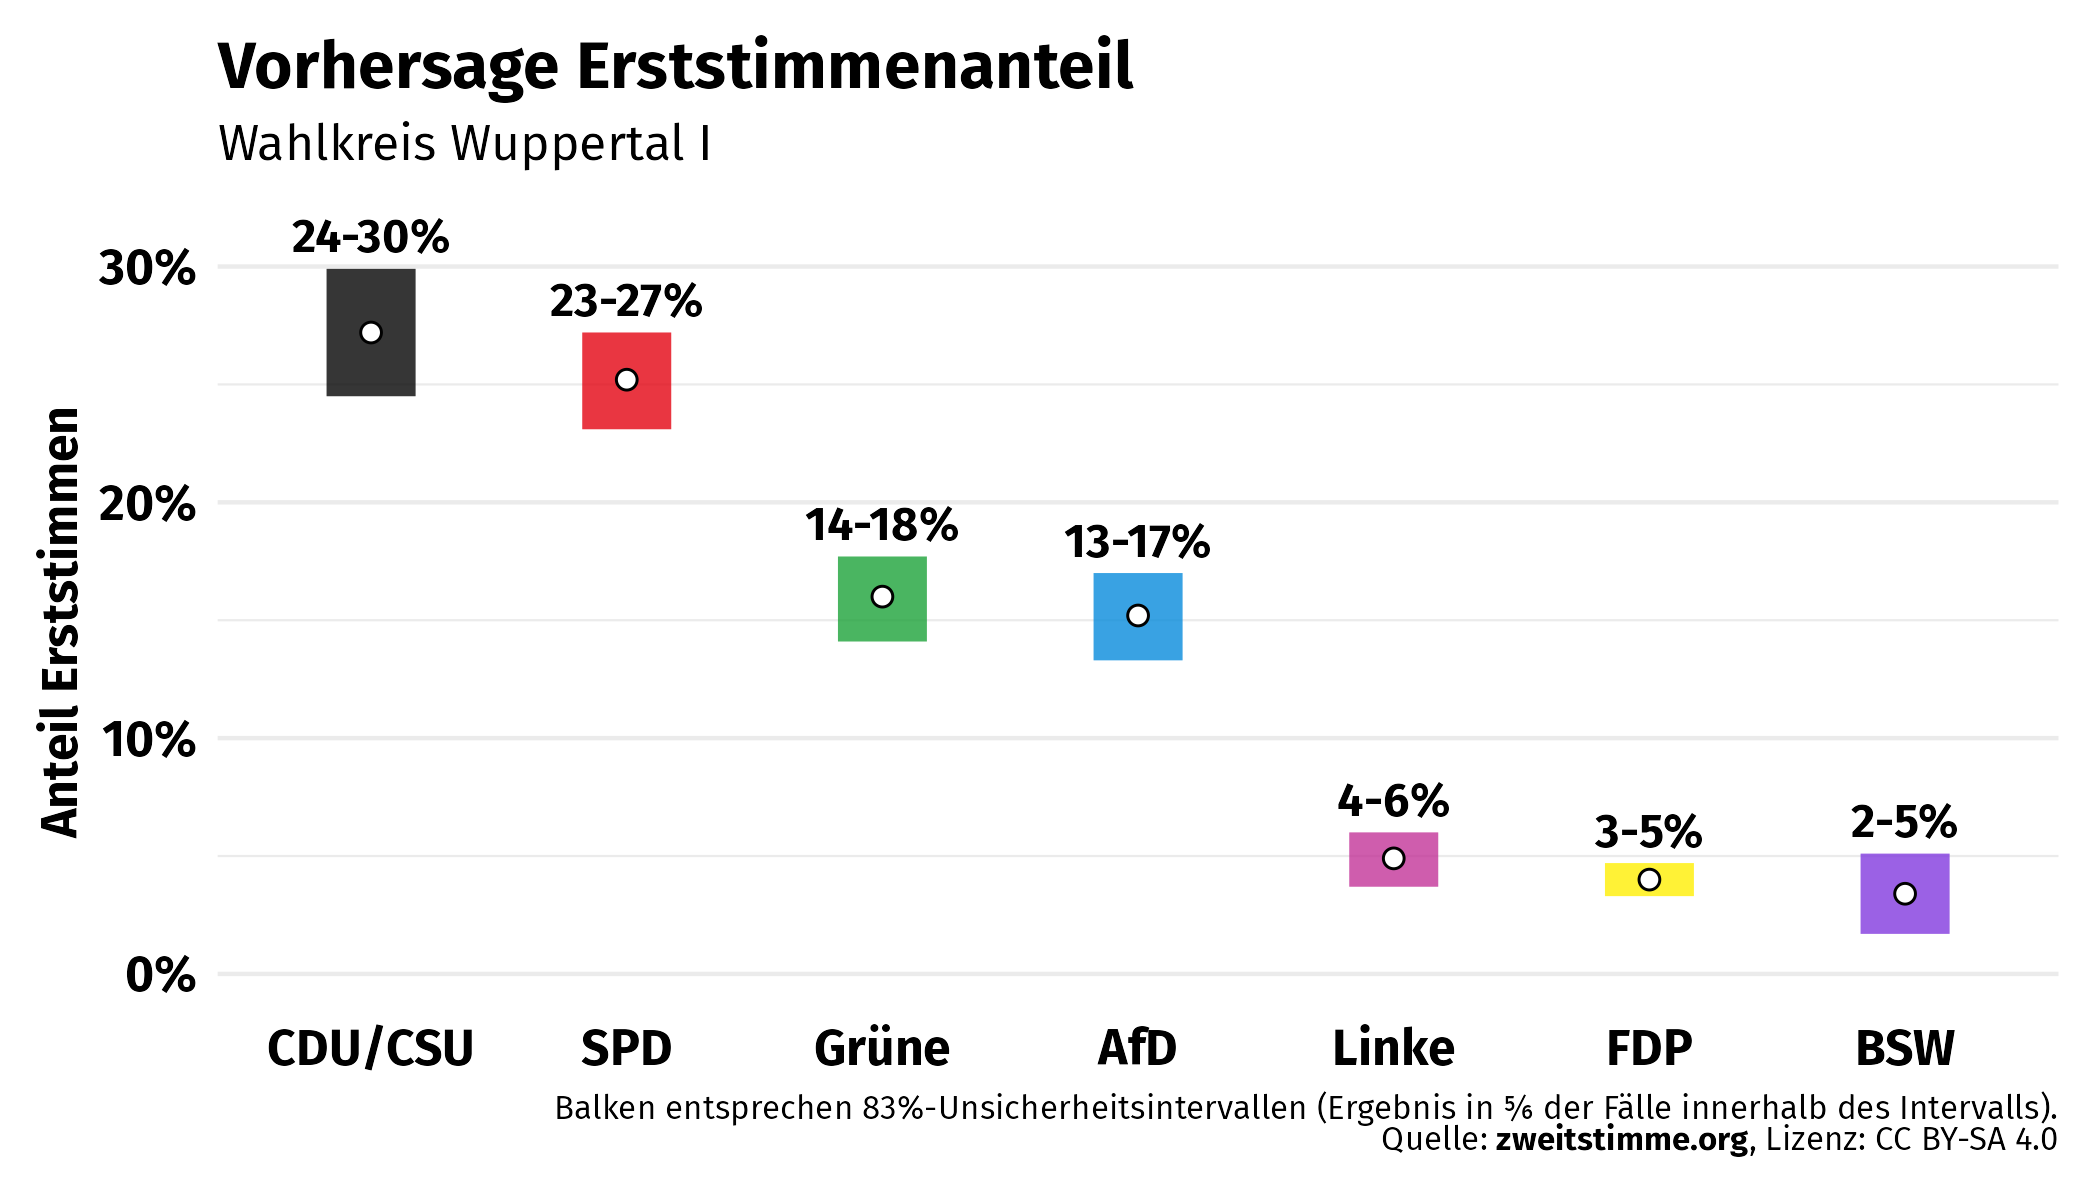 Vorhersage Erststimmenanteil
Wahlkreis Wuppertal I
Anteil Erststimmen
30%
20%
10%
0%
24-30%
23-27%
14-18%
13-17%
4-6%
3-5%
2-5%
CDU/CSU SPD Grüne AfD Linke FDP BSW
Balken entsprechen 83%-Unsicherheitsintervallen (Ergebnis in ⅚ der Fälle innerhalb des Intervalls).
Quelle: zweitstimme.org, Lizenz: CC BY-SA 4.0